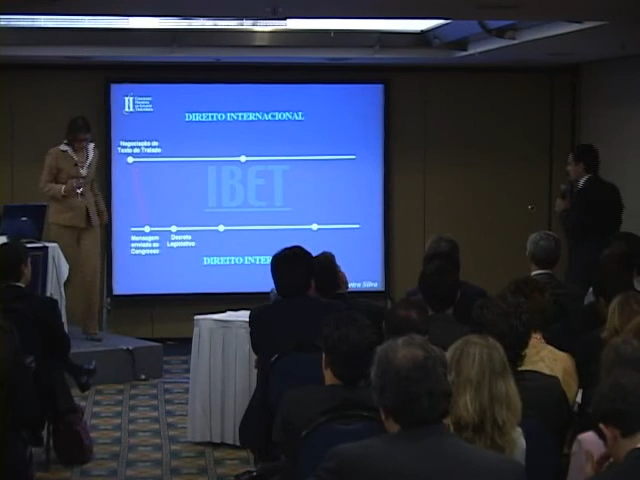 DIREITO INTERNACIONAL
Negociação do
Texto do Tratado
IBET
Mensagem
enviada ao
Congresso
Decreto
Legislativo
DIREITO INTER
Silva